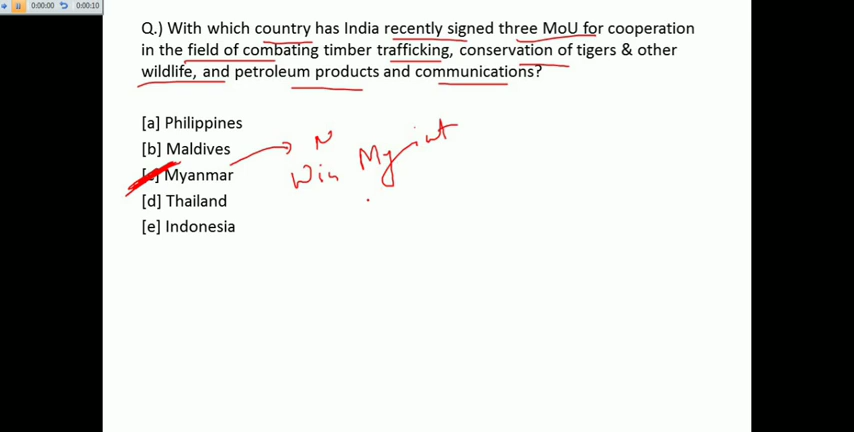 0:00:00 0:00:10
Q.) With which country has India recently signed three MoU for cooperation
in the field of combating timber trafficking, conservation of tigers & other
wildlife, and petroleum products and communications?
[a] Philippines
[b] Maldives
[c] Myanmar
[d] Thailand
[e] Indonesia
N
Win Myint